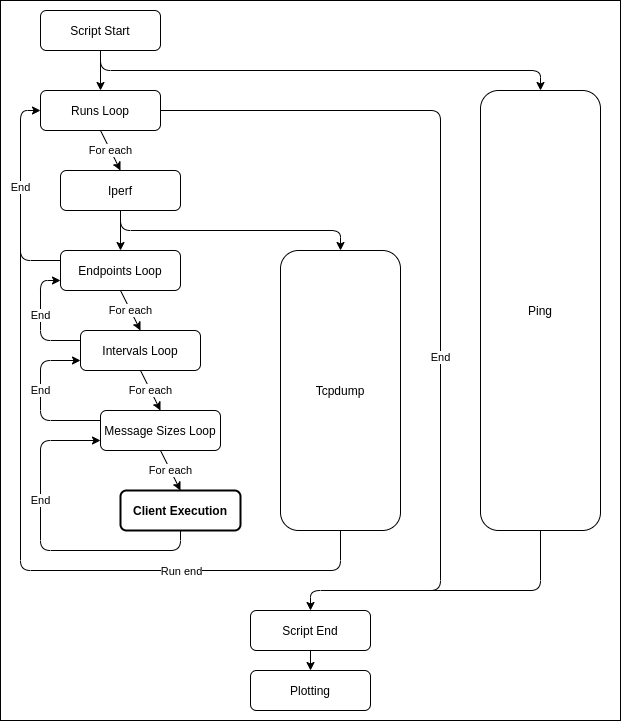 Script Start
Runs Loop
For each
Iperf
End
Endpoints Loop
For each
End
Intervals Loop
For each
End
Message Sizes Loop
For each
End
Client Execution
Tcpdump
End
Ping
Run end
Script End
Plotting